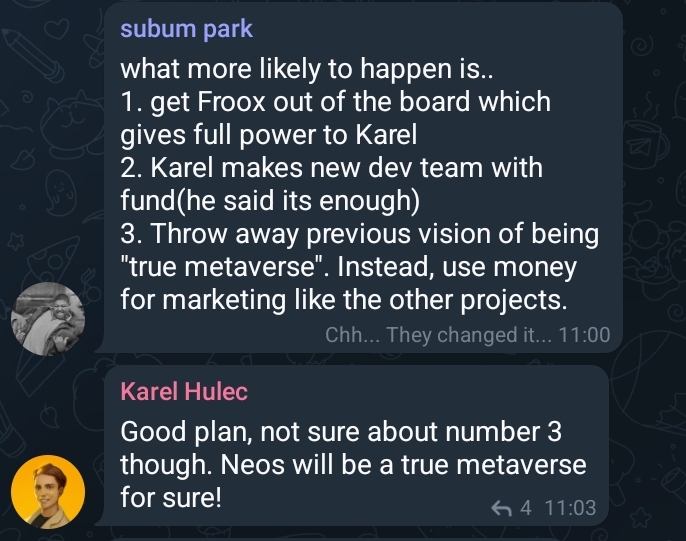 subum park
what more likely to happen is..
1. get Froox out of the board which
gives full power to Karel
2. Karel makes new dev team with
fund(he said its enough)
3. Throw away previous vision of being
"true metaverse". Instead, use money
for marketing like the other projects.
Chh... They changed it... 11:00
Karel Hulec
Good plan, not sure about number 3
though. Neos will be a true metaverse
for sure!
4 11:03